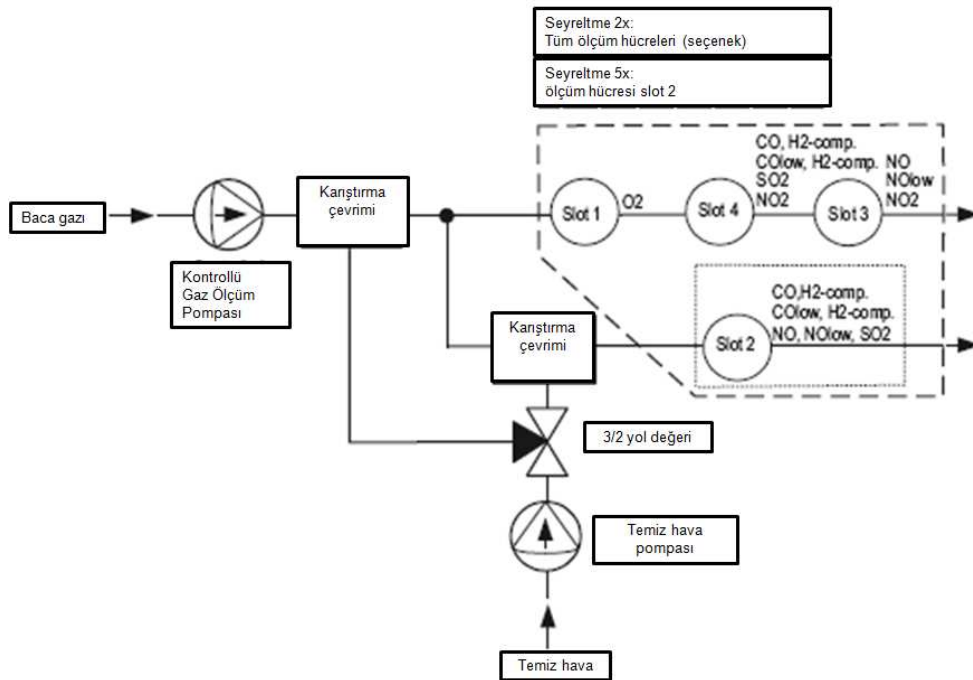 Seyreltme 2x:
Tüm ölçüm hücreleri (seçenek)
Seyreltme 5x:
ölçüm hücresi slot 2
Baca gazı
Kontrollü
Gaz Ölçüm
Pompası
Karıştırma
çevrimi
Slot 1
O2
Slot 4
CO, H2-comp.
COlow, H2-comp.
SO2
NO2
Slot 3
NO
NOlow
NO2
Karıştırma
çevrimi
Slot 2
CO,H2-comp.
COlow, H2-comp.
NO, NOlow, SO2
3/2 yol değeri
Temiz hava
pompası
Temiz hava